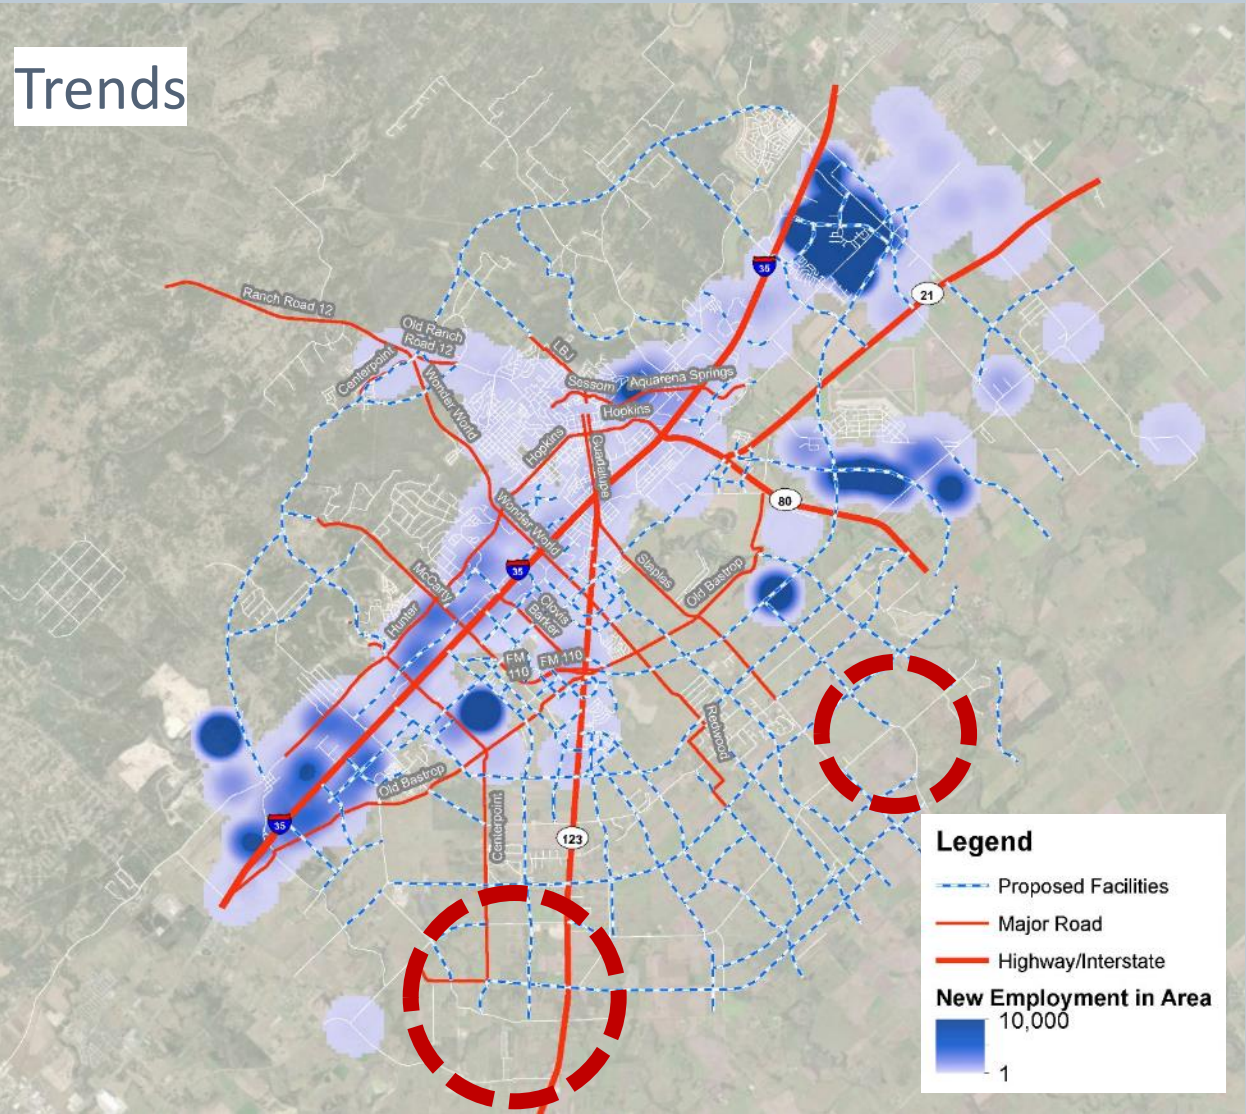 Trends
35
21
Ranch Road 12
Old Ranch
Road 12
LBJ
Centerpoint
Wonder World
Sessom
Aquarena Springs
Hopkins
Hopkins
Guadalupe
80
Wonder World
35
McCarty
Staples
Old Bastrop
Hunter
Clovis
Barker
FM
110
FM 110
Redwood
Old Bastrop
35
Centerpoint
123
Legend
Proposed Facilities
Major Road
Highway/Interstate
New Employment in Area
10,000
1